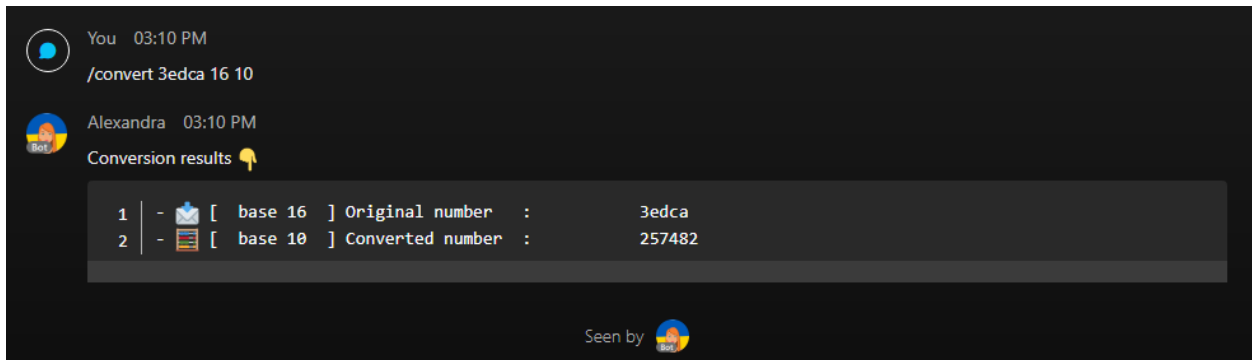 You 03:10 PM
/convert 3edca 16 10
Alexandra 03:10 PM
Bot
Conversion results 👇
1 - 📩 [ base 16 ] Original number : 3edca
2 - 🧮 [ base 10 ] Converted number : 257482
Seen by
Bot